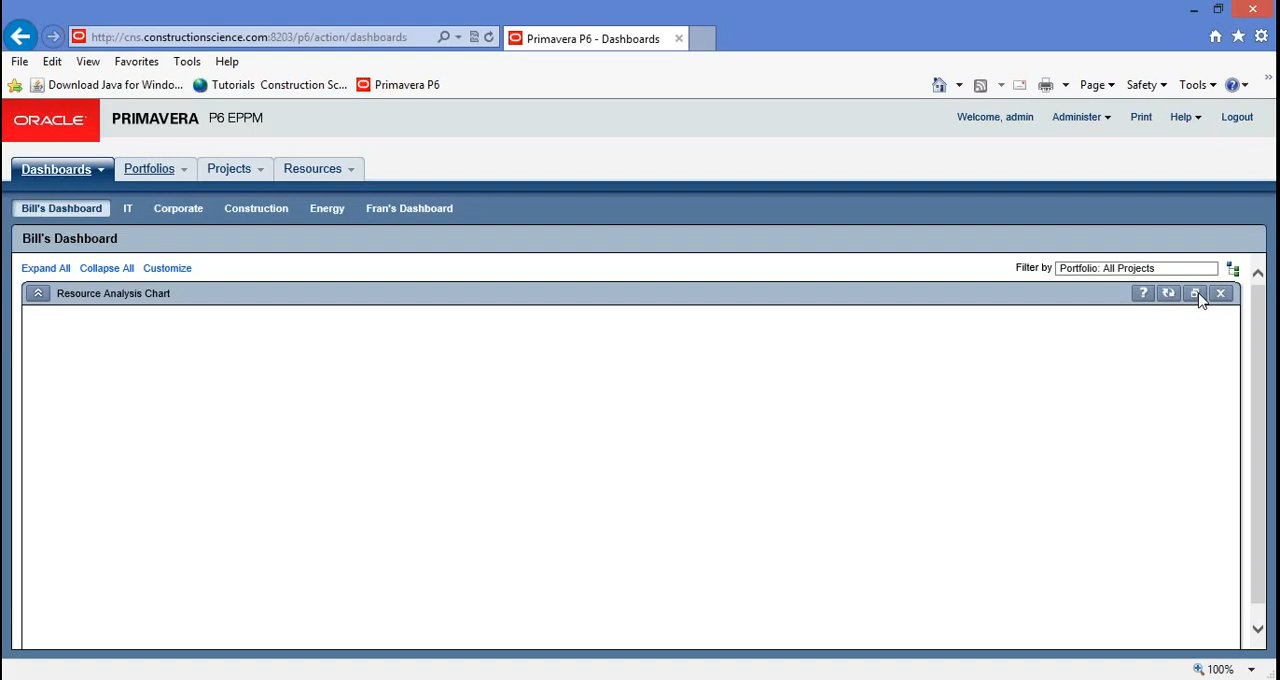 http://cns.constructionscience.com:8203/p6/action/dashboards
Primavera P6 - Dashboards
File Edit View Favorites Tools Help
Download Java for Windo... Tutorials Construction Sc... Primavera P6
Page Safety Tools
ORACLE PRIMAVERA P6 EPPM
Welcome, admin Administer Print Help Logout
Dashboards Portfolios Projects Resources
Bill's Dashboard IT Corporate Construction Energy Fran's Dashboard
Bill's Dashboard
Expand All Collapse All Customize
Filter by Portfolio: All Projects
Resource Analysis Chart
100%